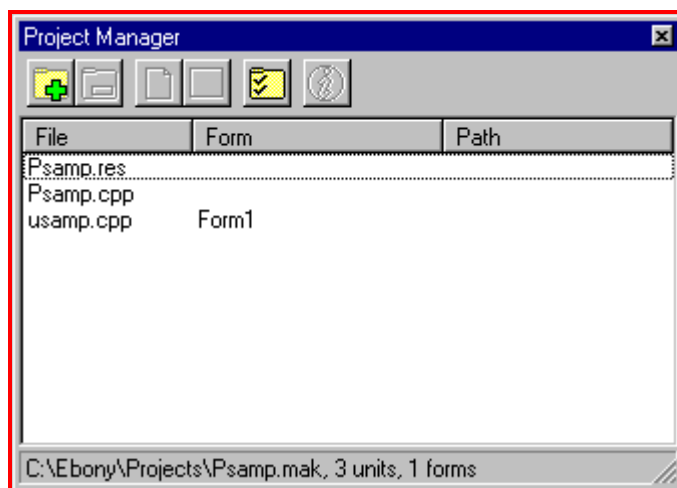 Project Manager
File Form Path
Psamp.res
Psamp.cpp
usamp.cpp Form1
C:\Ebony\Projects\Psamp.mak, 3 units, 1 forms